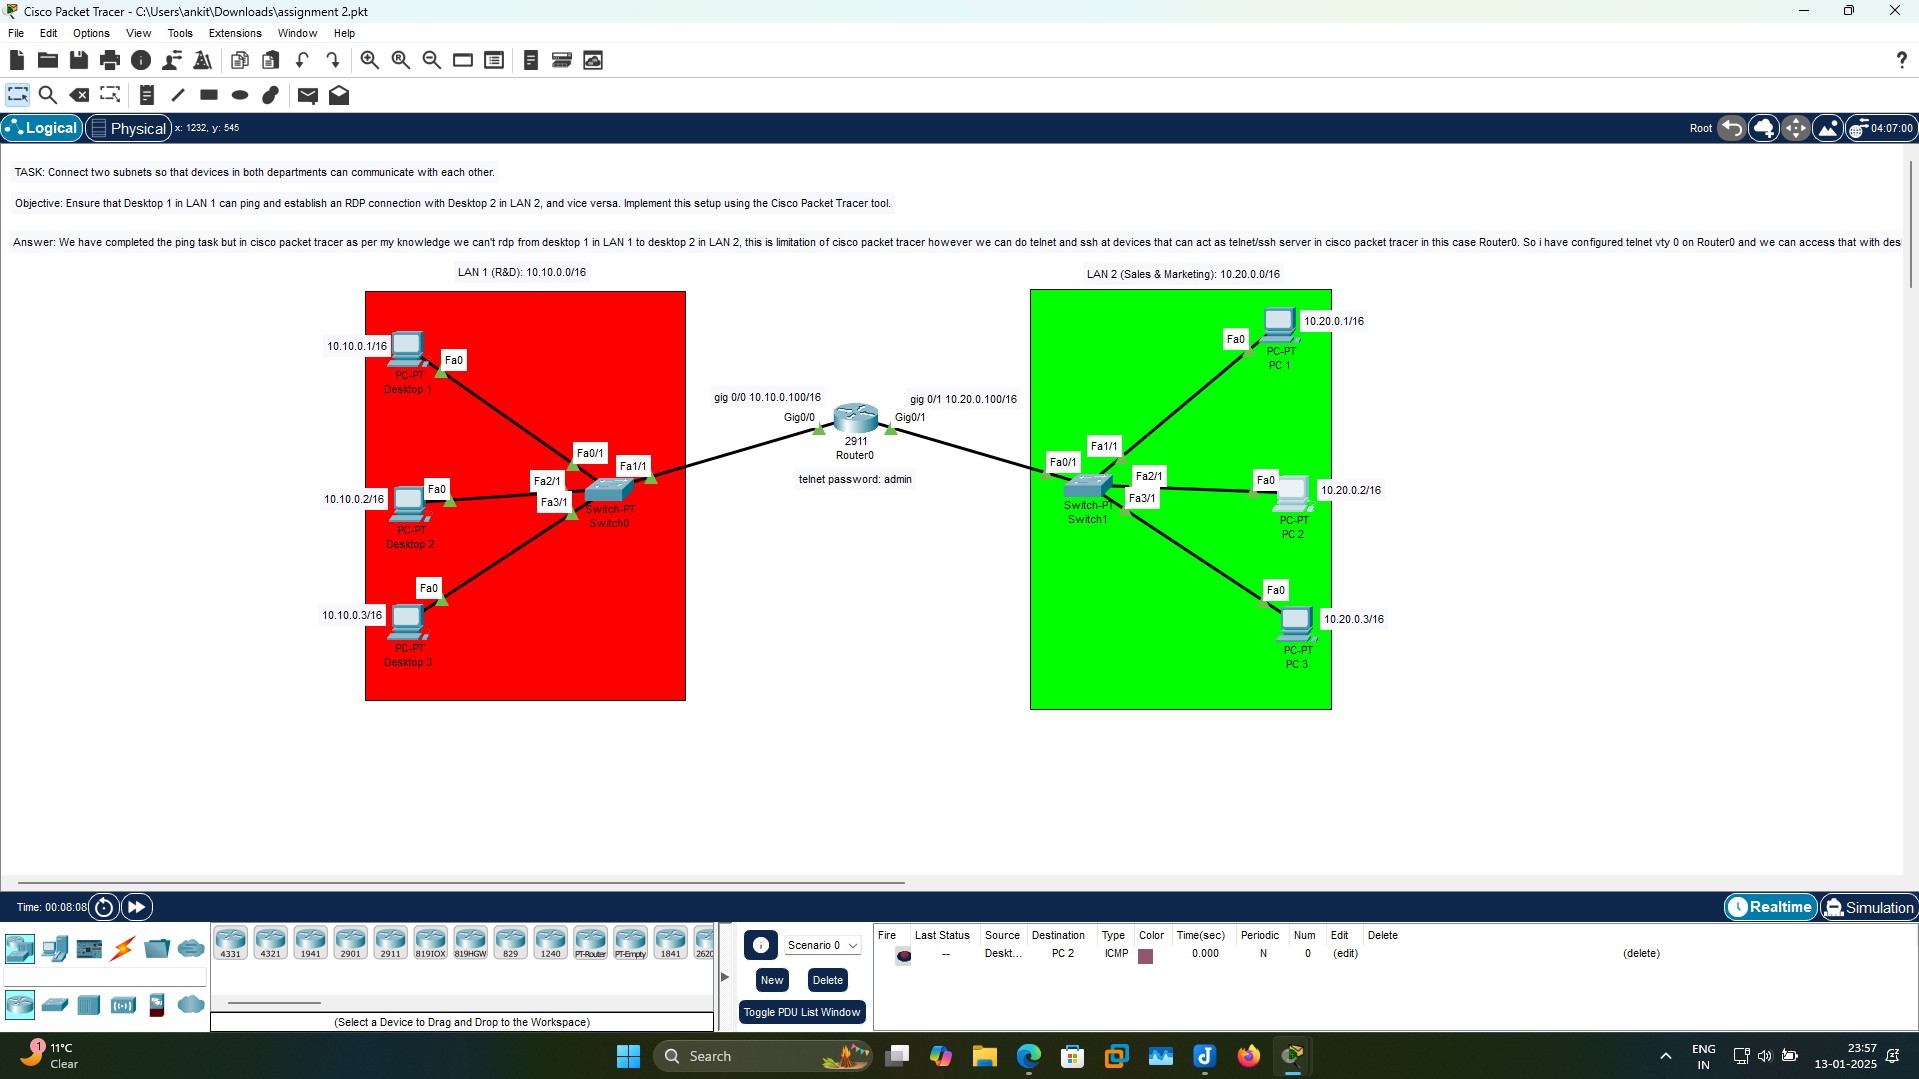 Cisco Packet Tracer - C:\Users\ankit\Downloads\assignment 2.pkt
File Edit Options View Tools Extensions Window Help
?
Logical Physical x: 1232, y: 545 Root 04:07:00
TASK: Connect two subnets so that devices in both departments can communicate with each other.
Objective: Ensure that Desktop 1 in LAN 1 can ping and establish an RDP connection with Desktop 2 in LAN 2, and vice versa. Implement this setup using the Cisco Packet Tracer tool.
Answer: We have completed the ping task but in cisco packet tracer as per my knowledge we can't rdp from desktop 1 in LAN 1 to desktop 2 in LAN 2, this is limitation of cisco packet tracer however we can do telnet and ssh at devices that can act as telnet/ssh server in cisco packet tracer in this case Router0. So i have configured telnet vty 0 on Router0 and we can access that with des
LAN 1 (R&D): 10.10.0.0/16
10.10.0.1/16
Fa0
PC-PT
Desktop 1
Fa0/1
Fa1/1
Fa2/1
Fa3/1
10.10.0.2/16
Fa0
PC-PT
Desktop 2
Switch-PT
Switch0
Fa0
10.10.0.3/16
PC-PT
Desktop 3
gig 0/0 10.10.0.100/16
Gig0/0
gig 0/1 10.20.0.100/16
Gig0/1
2911
Router0
telnet password: admin
LAN 2 (Sales & Marketing): 10.20.0.0/16
10.20.0.1/16
Fa0
PC-PT
PC 1
Fa1/1
Fa0/1
Fa2/1
Fa3/1
Switch-PT
Switch1
Fa0
10.20.0.2/16
PC-PT
PC 2
Fa0
10.20.0.3/16
PC-PT
PC 3
Time: 00:08:08 Realtime Simulation
4331 4321 1941 2901 2911 819IOX 819HGW 829 1240 PT-Router PT-Empty 1841 2620
(Select a Device to Drag and Drop to the Workspace)
Scenario 0
New Delete
Toggle PDU List Window
Fire Last Status Source Destination Type Color Time(sec) Periodic Num Edit Delete
-- Deskt... PC 2 ICMP 0.000 N 0 (edit) (delete)
1
11°C
Clear
Search
ENG
IN
23:57
13-01-2025